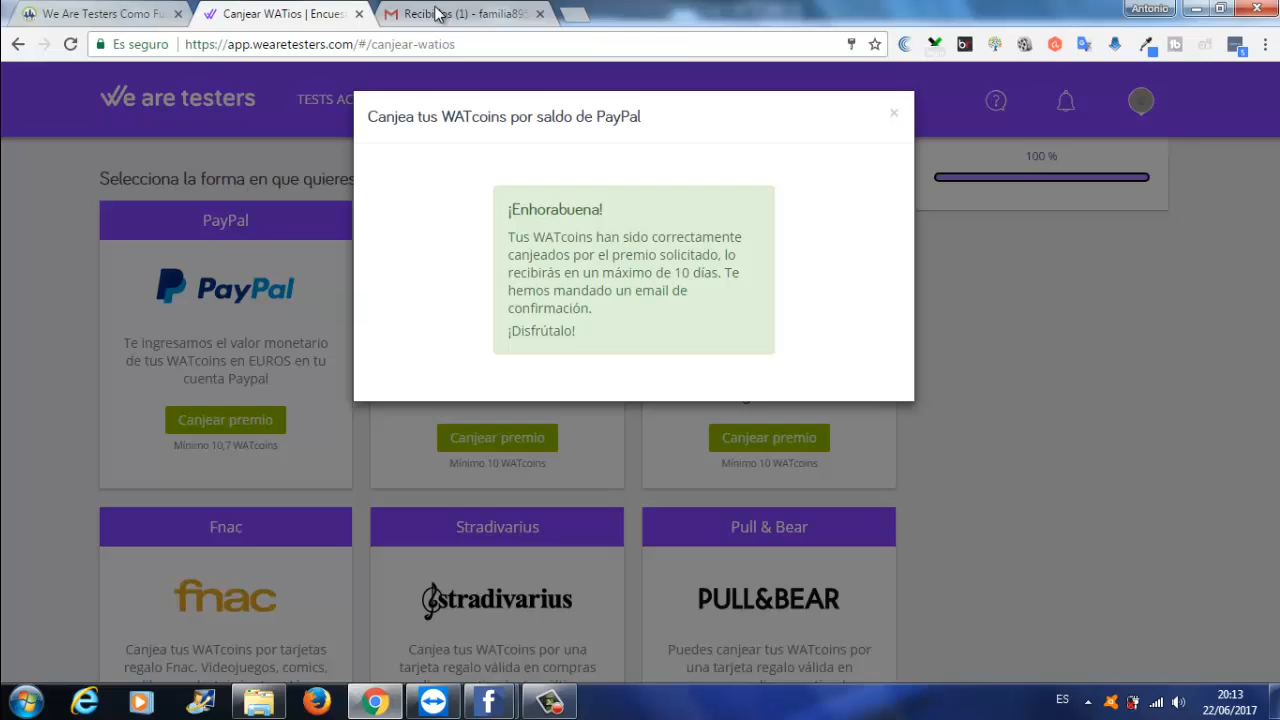 We Are Testers Como Fu
Canjear WATios | Encues
Recibidos (1) - familia895
Antonio
Es seguro
https://app.wearetesters.com/#/canjear-watios
We are testers
TESTS AC
Canjea tus WATcoins por saldo de PayPal
×
100 %
Selecciona la forma en que quieres
¡Enhorabuena!
Tus WATcoins han sido correctamente
canjeados por el premio solicitado, lo
recibirás en un máximo de 10 días. Te
hemos mandado un email de
confirmación.
¡Disfrútalo!
PayPal
PayPal
Te ingresamos el valor monetario
de tus WATcoins en EUROS en tu
cuenta Paypal
Canjear premio
Mínimo 10,7 WATcoins
Canjear premio
Mínimo 10 WATcoins
Canjear premio
Mínimo 10 WATcoins
Fnac
Stradivarius
Pull & Bear
fnac
stradivarius
PULL&BEAR
Canjea tus WATcoins por tarjetas
regalo Fnac. Videojuegos, comics,
Canjea tus WATcoins por una
tarjeta regalo válida en compras
Puedes canjear tus WATcoins por
una tarjeta regalo válida en
ES
20:13
22/06/2017